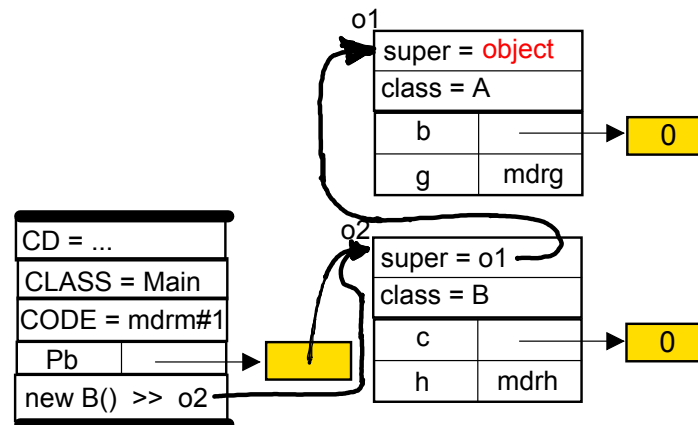 o1
super = object
class = A
b
0
g mdrg
o2
super = o1
class = B
c
0
h mdrh
CD = ...
CLASS = Main
CODE = mdrm#1
Pb
new B() >> o2